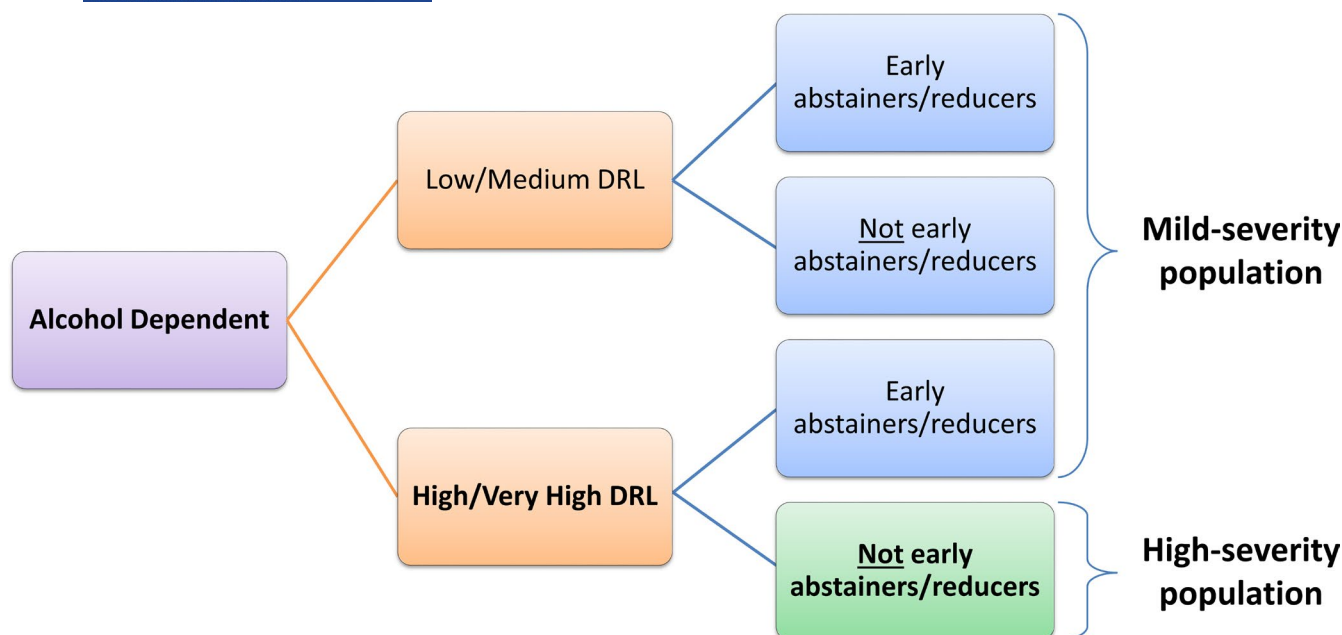 Early
abstainers/reducers
Low/Medium DRL
Not early
abstainers/reducers
Mild-severity
population
Alcohol Dependent
Early
abstainers/reducers
High/Very High DRL
Not early
abstainers/reducers
High-severity
population